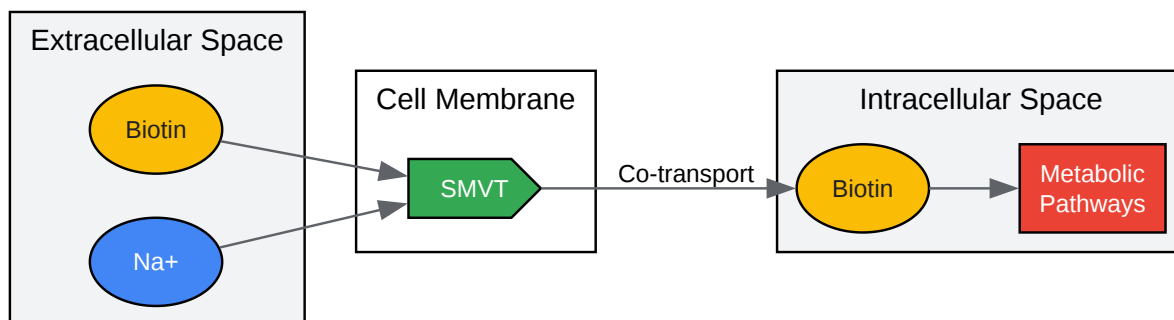 Extracellular Space
Biotin
Na+
Cell Membrane
SMVT
Co-transport
Intracellular Space
Biotin
Metabolic
Pathways